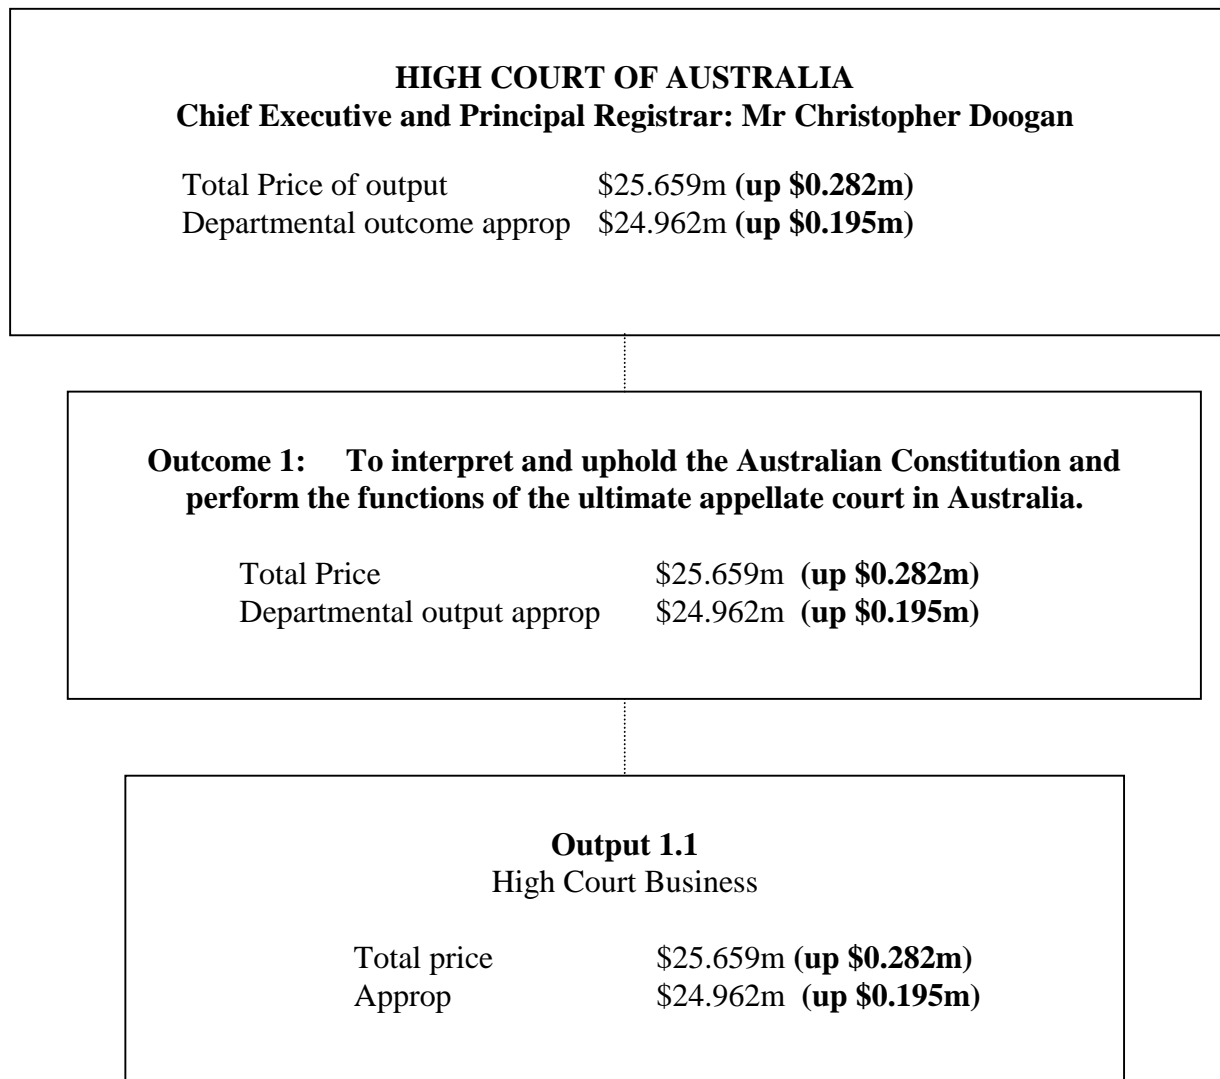 HIGH COURT OF AUSTRALIA
Chief Executive and Principal Registrar: Mr Christopher Doogan
Total Price of output $25.659m (up $0.282m)
Departmental outcome approp $24.962m (up $0.195m)
Outcome 1: To interpret and uphold the Australian Constitution and
perform the functions of the ultimate appellate court in Australia.
Total Price $25.659m (up $0.282m)
Departmental output approp $24.962m (up $0.195m)
Output 1.1
High Court Business
Total price $25.659m (up $0.282m)
Approp $24.962m (up $0.195m)